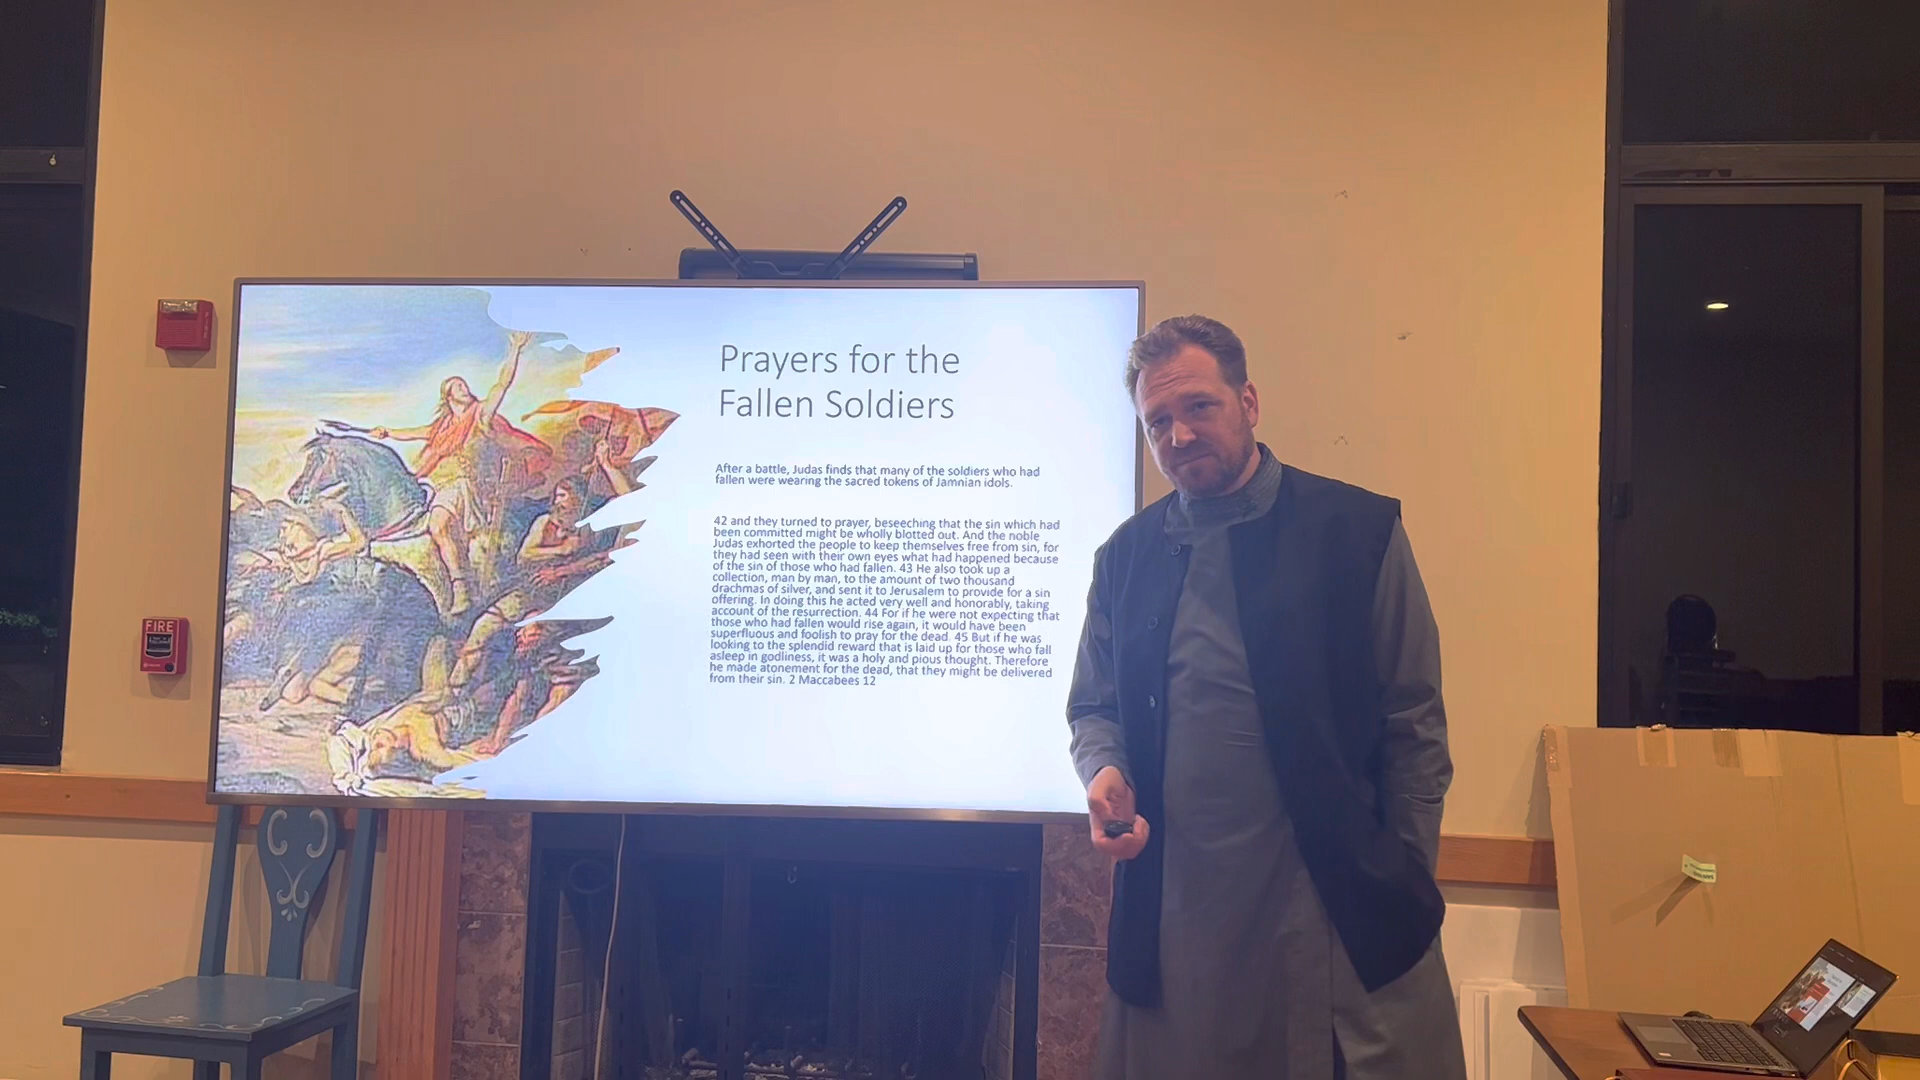 Prayers for the
Fallen Soldiers
After a battle, Judas finds that many of the soldiers who had
fallen were wearing the sacred tokens of Jamnian idols.
42 and they turned to prayer, beseeching that the sin which had
been committed might be wholly blotted out. And the noble
Judas exhorted the people to keep themselves free from sin, for
they had seen with their own eyes what had happened because
of the sin of those who had fallen. 43 He also took up a
collection, man by man, to the amount of two thousand
drachmas of silver, and sent it to Jerusalem to provide for a sin
offering. In doing this he acted very well and honorably, taking
account of the resurrection. 44 For if he were not expecting that
those who had fallen would rise again, it would have been
superfluous and foolish to pray for the dead. 45 But if he was
looking to the splendid reward that is laid up for those who fall
asleep in godliness, it was a holy and pious thought. Therefore
he made atonement for the dead, that they might be delivered
from their sin. 2 Maccabees 12
FIRE
FIRE